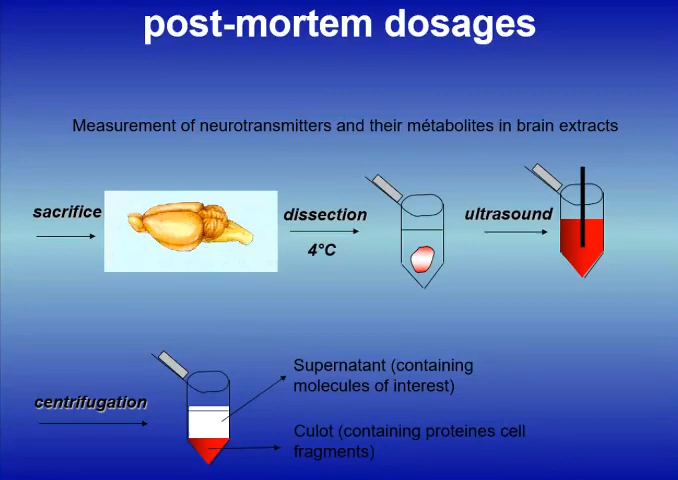 post-mortem dosages
Measurement of neurotransmitters and their métabolites in brain extracts
sacrifice
dissection
4°C
ultrasound
centrifugation
Supernatant (containing
molecules of interest)
Culot (containing proteines cell
fragments)